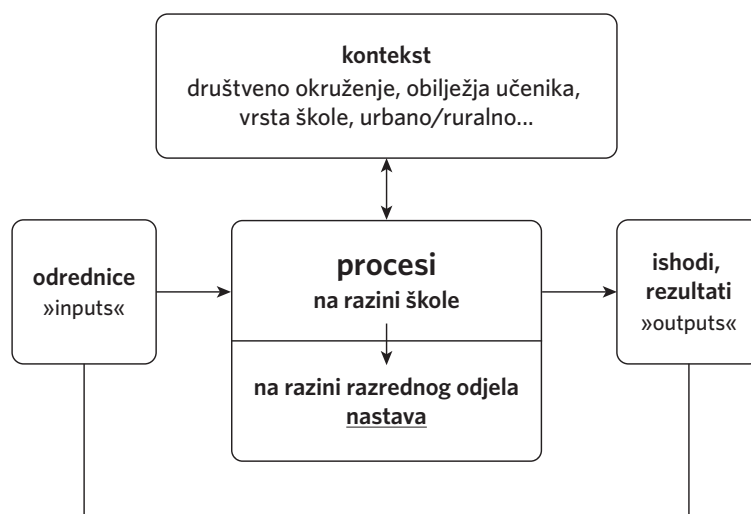 kontekst
društveno okruženje, obilježja učenika,
vrsta škole, urbano/ruralno...
odrednice
»inputs«
procesi
na razini škole
na razini razrednog odjela
nastava
ishodi,
rezultati
»outputs«